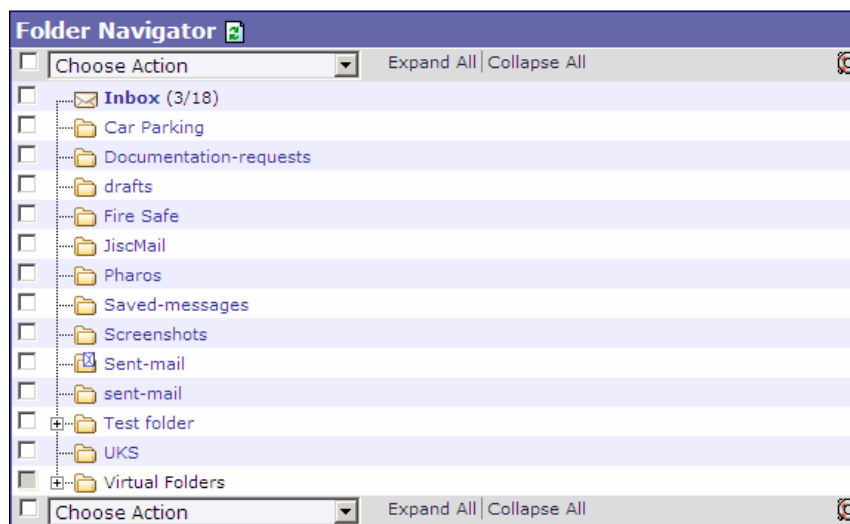 Folder Navigator
Choose Action Expand All Collapse All
Inbox (3/18)
Car Parking
Documentation-requests
drafts
Fire Safe
JiscMail
Pharos
Saved-messages
Screenshots
Sent-mail
sent-mail
Test folder
UKS
Virtual Folders
Choose Action Expand All Collapse All